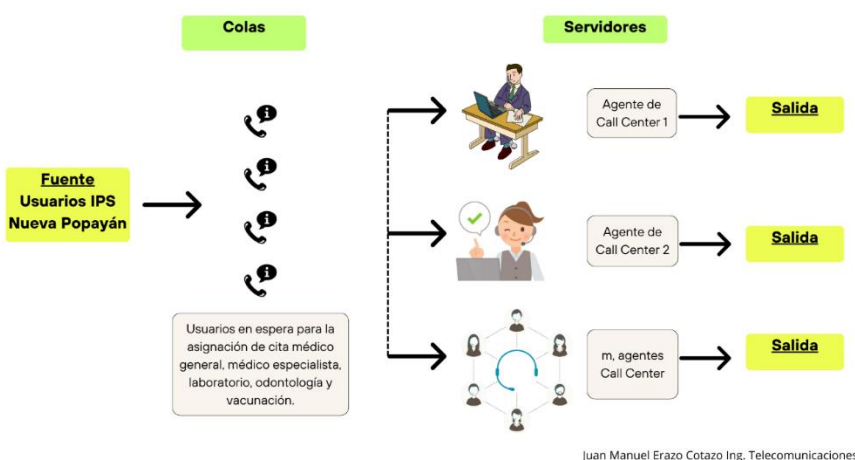 Colas
Servidores
Fuente
Usuarios IPS
Nueva Popayán
Usuarios en espera para la
asignación de cita médico
general, médico especialista,
laboratorio, odontología y
vacunación.
Agente de
Call Center 1
Salida
Agente de
Call Center 2
Salida
m, agentes
Call Center
Salida
Juan Manuel Erazo Cotazo Ing. Telecomunicaciones